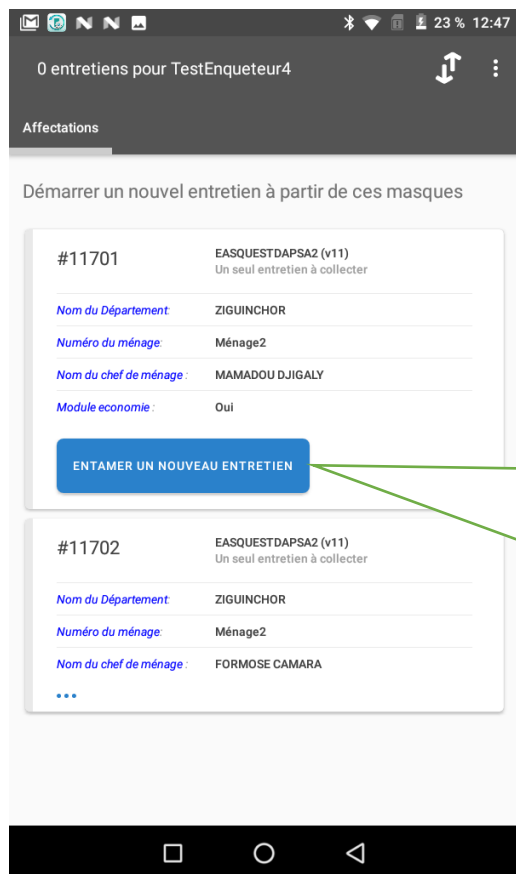 23 % 12:47
0 entretiens pour TestEnqueteur4
Affectations
Démarrer un nouvel entretien à partir de ces masques
#11701
EASQUESTDAPSA2 (v11)
Un seul entretien à collecter
Nom du Département: ZIGUINCHOR
Numéro du ménage: Ménage2
Nom du chef de ménage : MAMADOU DJIGALY
Module economie : Oui
ENTAMER UN NOUVEAU ENTRETIEN
#11702
EASQUESTDAPSA2 (v11)
Un seul entretien à collecter
Nom du Département: ZIGUINCHOR
Numéro du ménage: Ménage2
Nom du chef de ménage : FORMOSE CAMARA